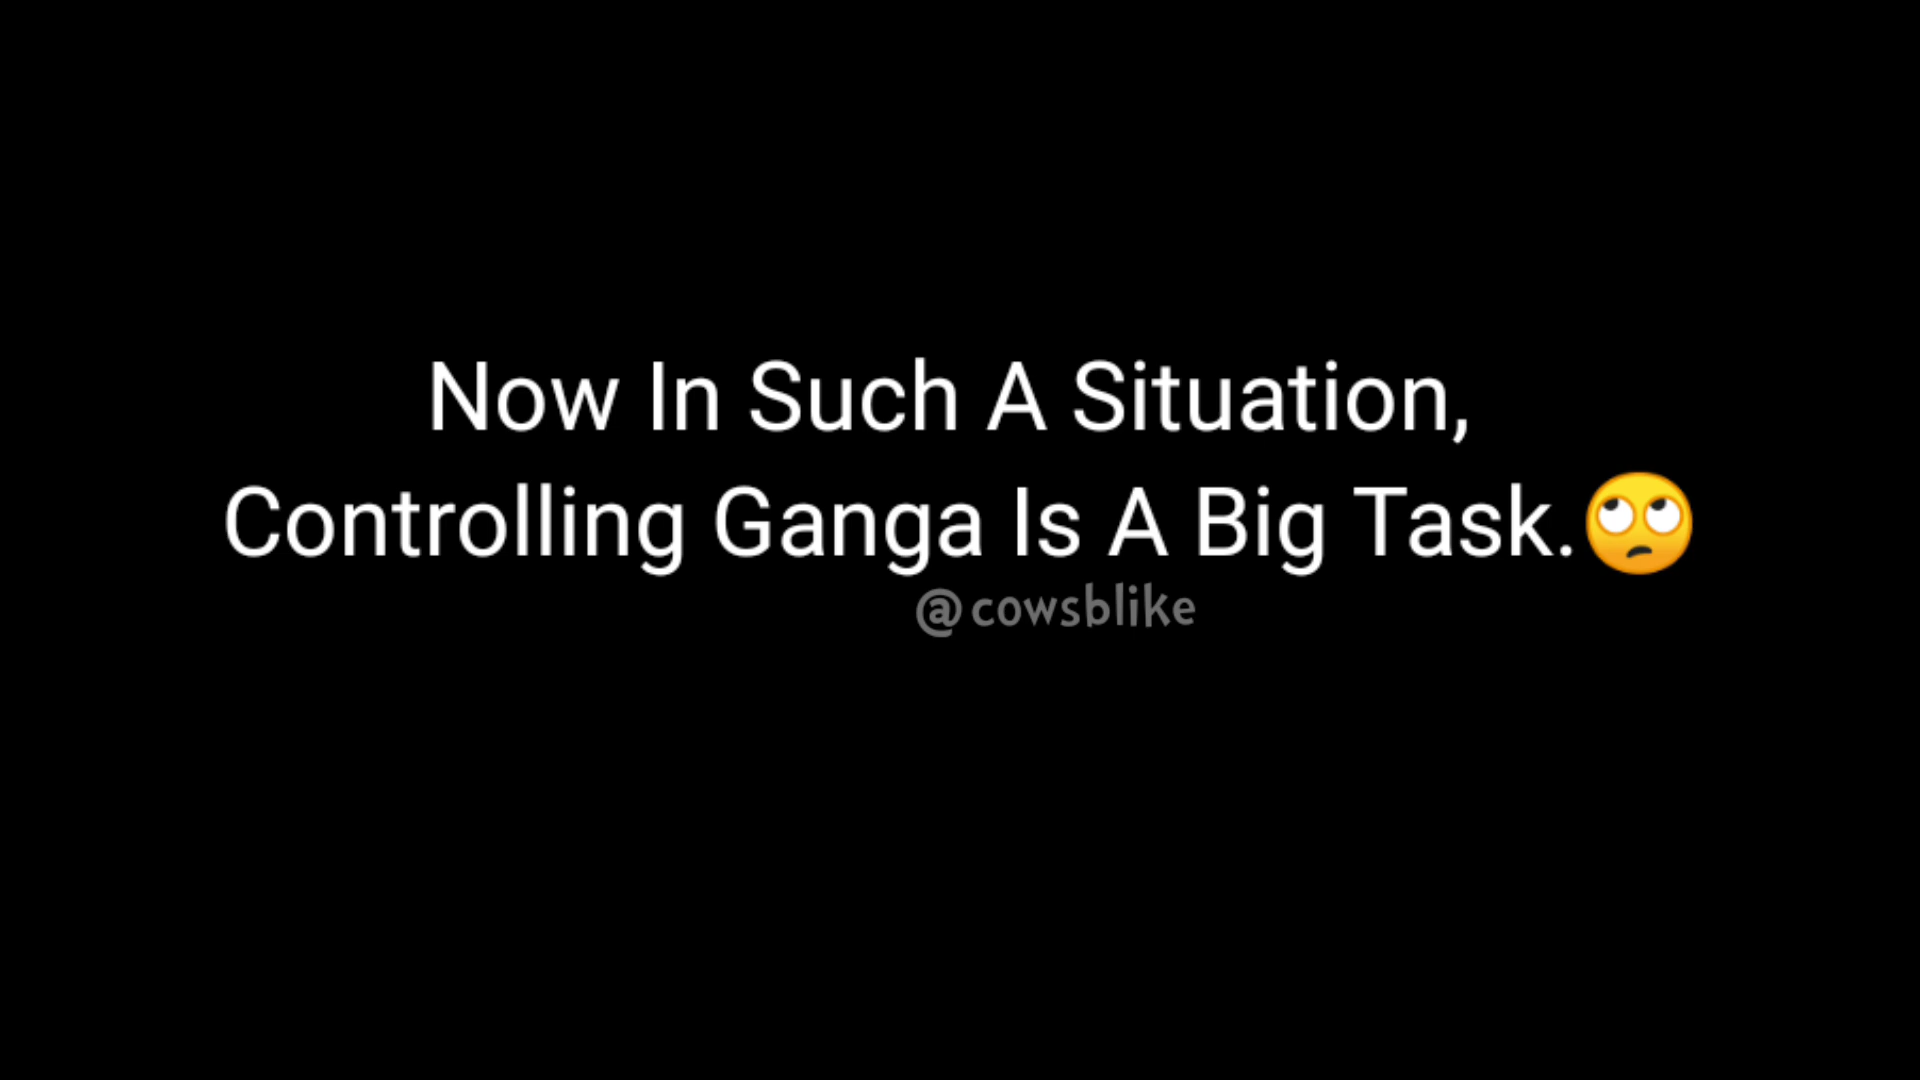 Now In Such A Situation,
Controlling Ganga Is A Big Task.🙄
@cowsblike